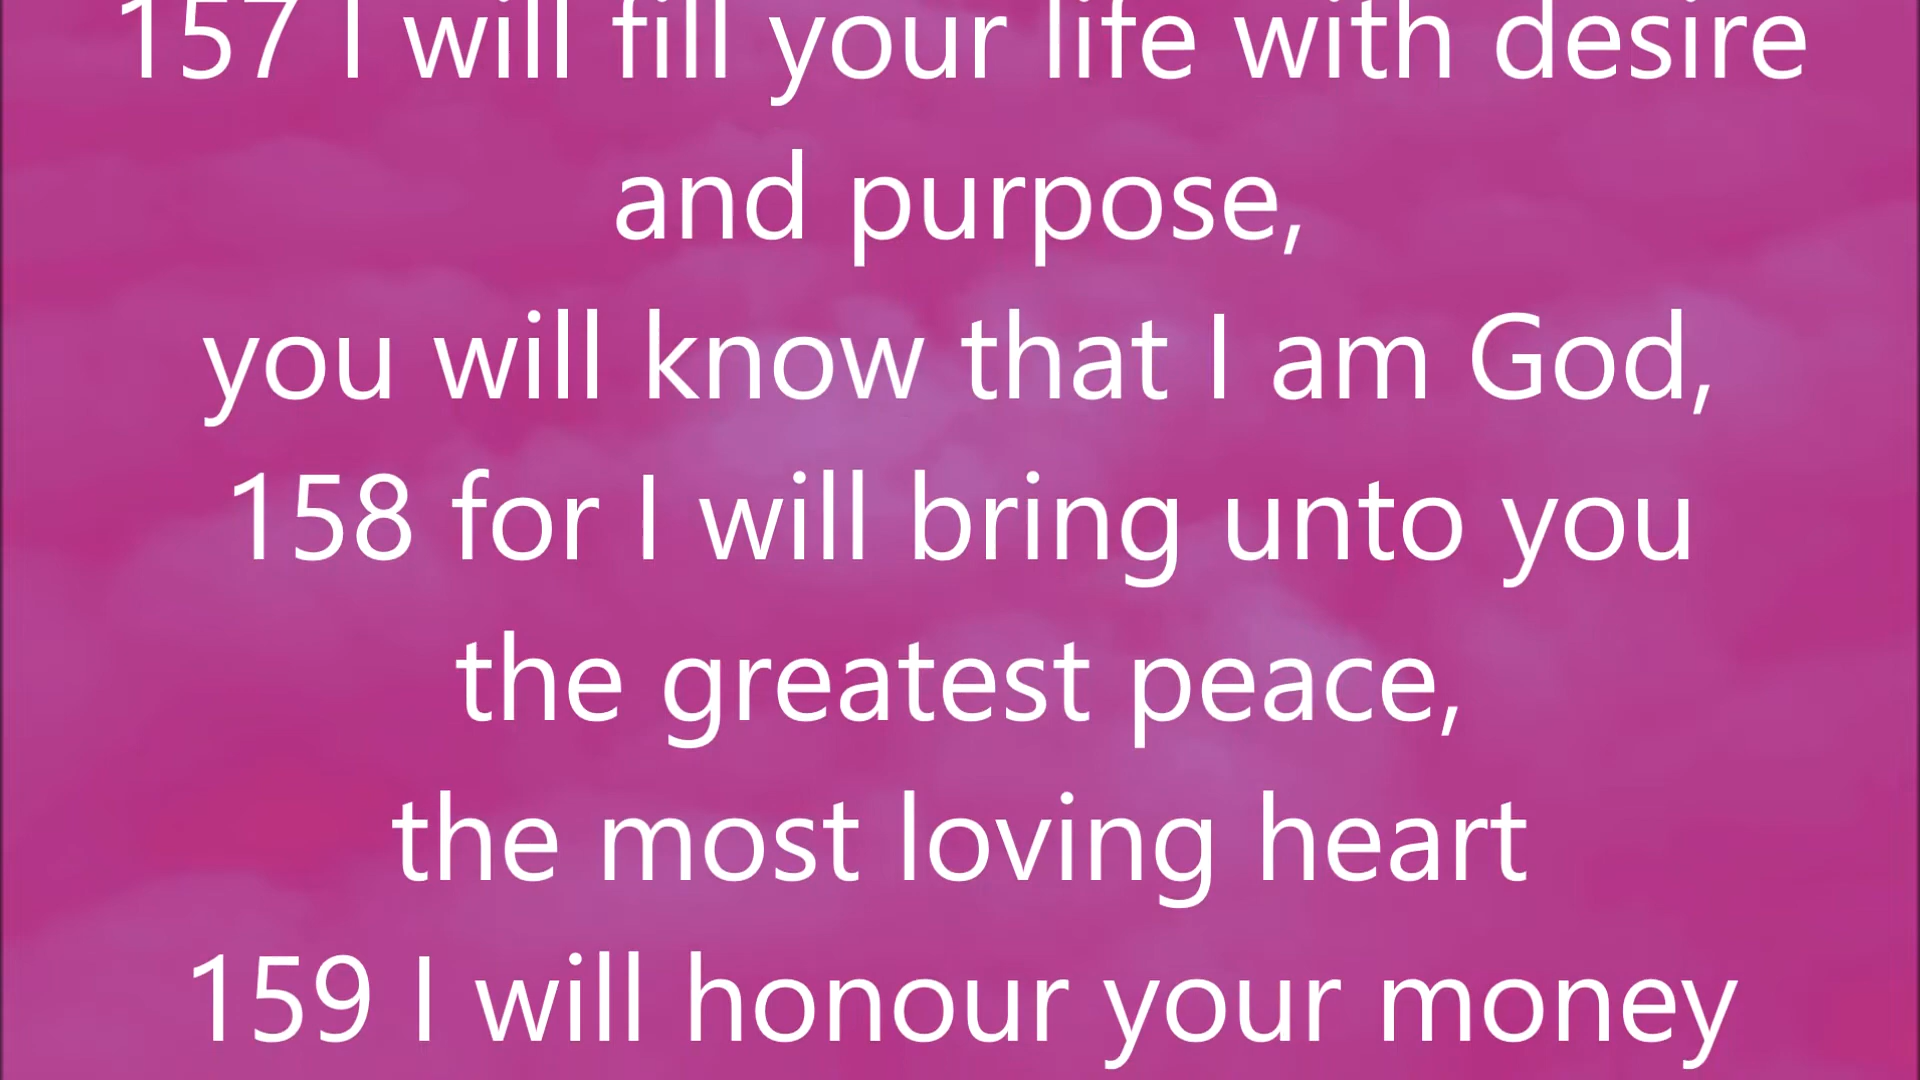 157 I will fill your life with desire
and purpose,
you will know that I am God,
158 for I will bring unto you
the greatest peace,
the most loving heart
159 I will honour your money